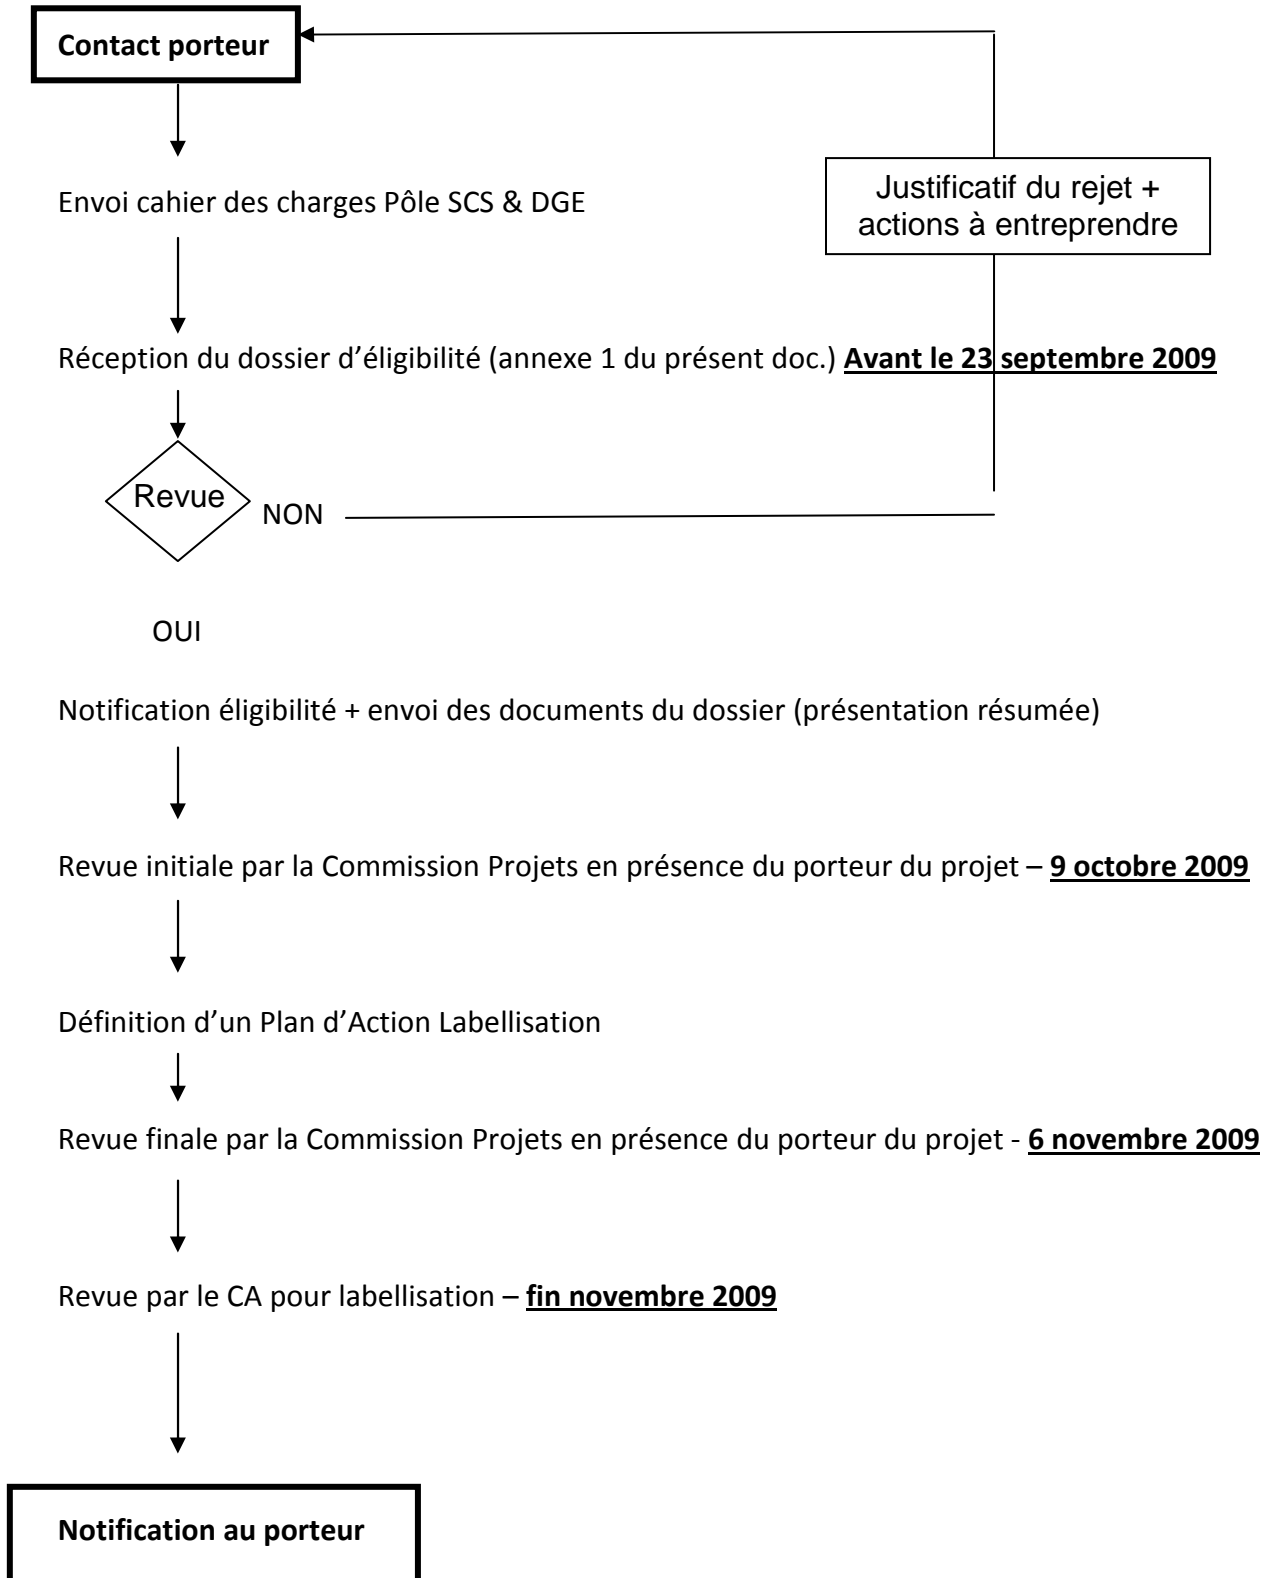 Contact porteur
Envoi cahier des charges Pôle SCS & DGE
Justificatif du rejet +
actions à entreprendre
Réception du dossier d’éligibilité (annexe 1 du présent doc.) Avant le 23 septembre 2009
Revue
NON
OUI
Notification éligibilité + envoi des documents du dossier (présentation résumée)
Revue initiale par la Commission Projets en présence du porteur du projet – 9 octobre 2009
Définition d’un Plan d’Action Labellisation
Revue finale par la Commission Projets en présence du porteur du projet - 6 novembre 2009
Revue par le CA pour labellisation – fin novembre 2009
Notification au porteur